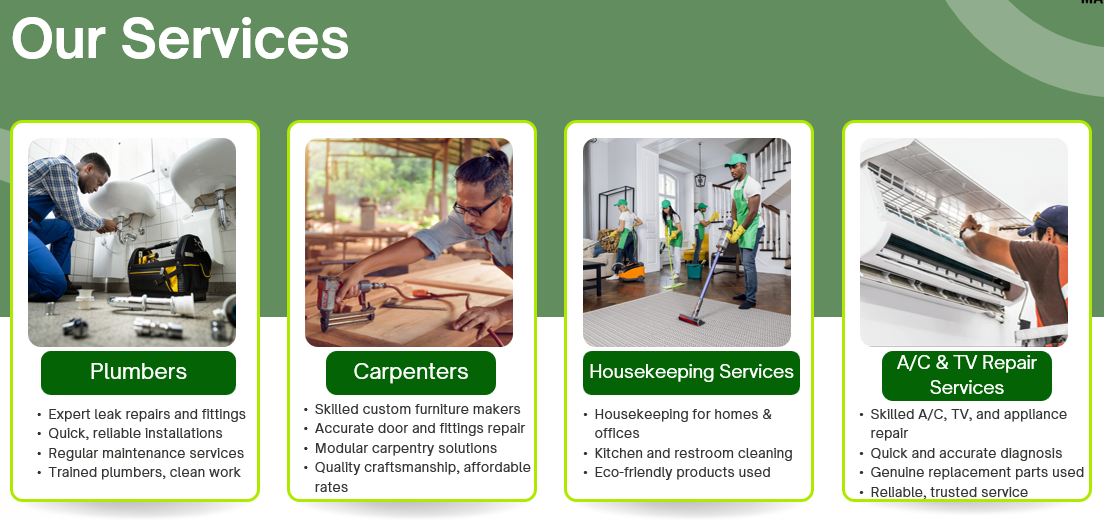 Our Services
Plumbers
• Expert leak repairs and fittings
• Quick, reliable installations
• Regular maintenance services
• Trained plumbers, clean work
Carpenters
• Skilled custom furniture makers
• Accurate door and fittings repair
• Modular carpentry solutions
• Quality craftsmanship, affordable
rates
Housekeeping Services
• Housekeeping for homes &
offices
• Kitchen and restroom cleaning
• Eco-friendly products used
A/C & TV Repair
Services
• Skilled A/C, TV, and appliance
repair
• Quick and accurate diagnosis
• Genuine replacement parts used
• Reliable, trusted service